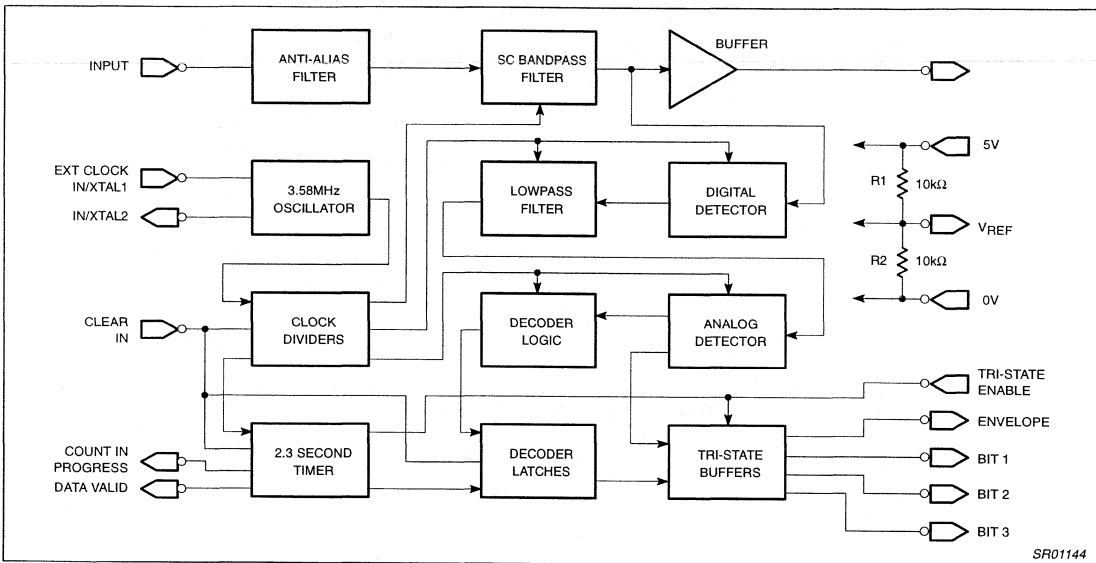 INPUT
ANTI-ALIAS
FILTER
SC BANDPASS
FILTER
BUFFER
EXT CLOCK
IN/XTAL1
IN/XTAL2
3.58MHz
OSCILLATOR
LOWPASS
FILTER
DIGITAL
DETECTOR
5V
R1
10kΩ
VREF
R2
10kΩ
0V
CLEAR
IN
CLOCK
DIVIDERS
DECODER
LOGIC
ANALOG
DETECTOR
TRI-STATE
ENABLE
ENVELOPE
COUNT IN
PROGRESS
DATA VALID
2.3 SECOND
TIMER
DECODER
LATCHES
TRI-STATE
BUFFERS
BIT 1
BIT 2
BIT 3
SR01144